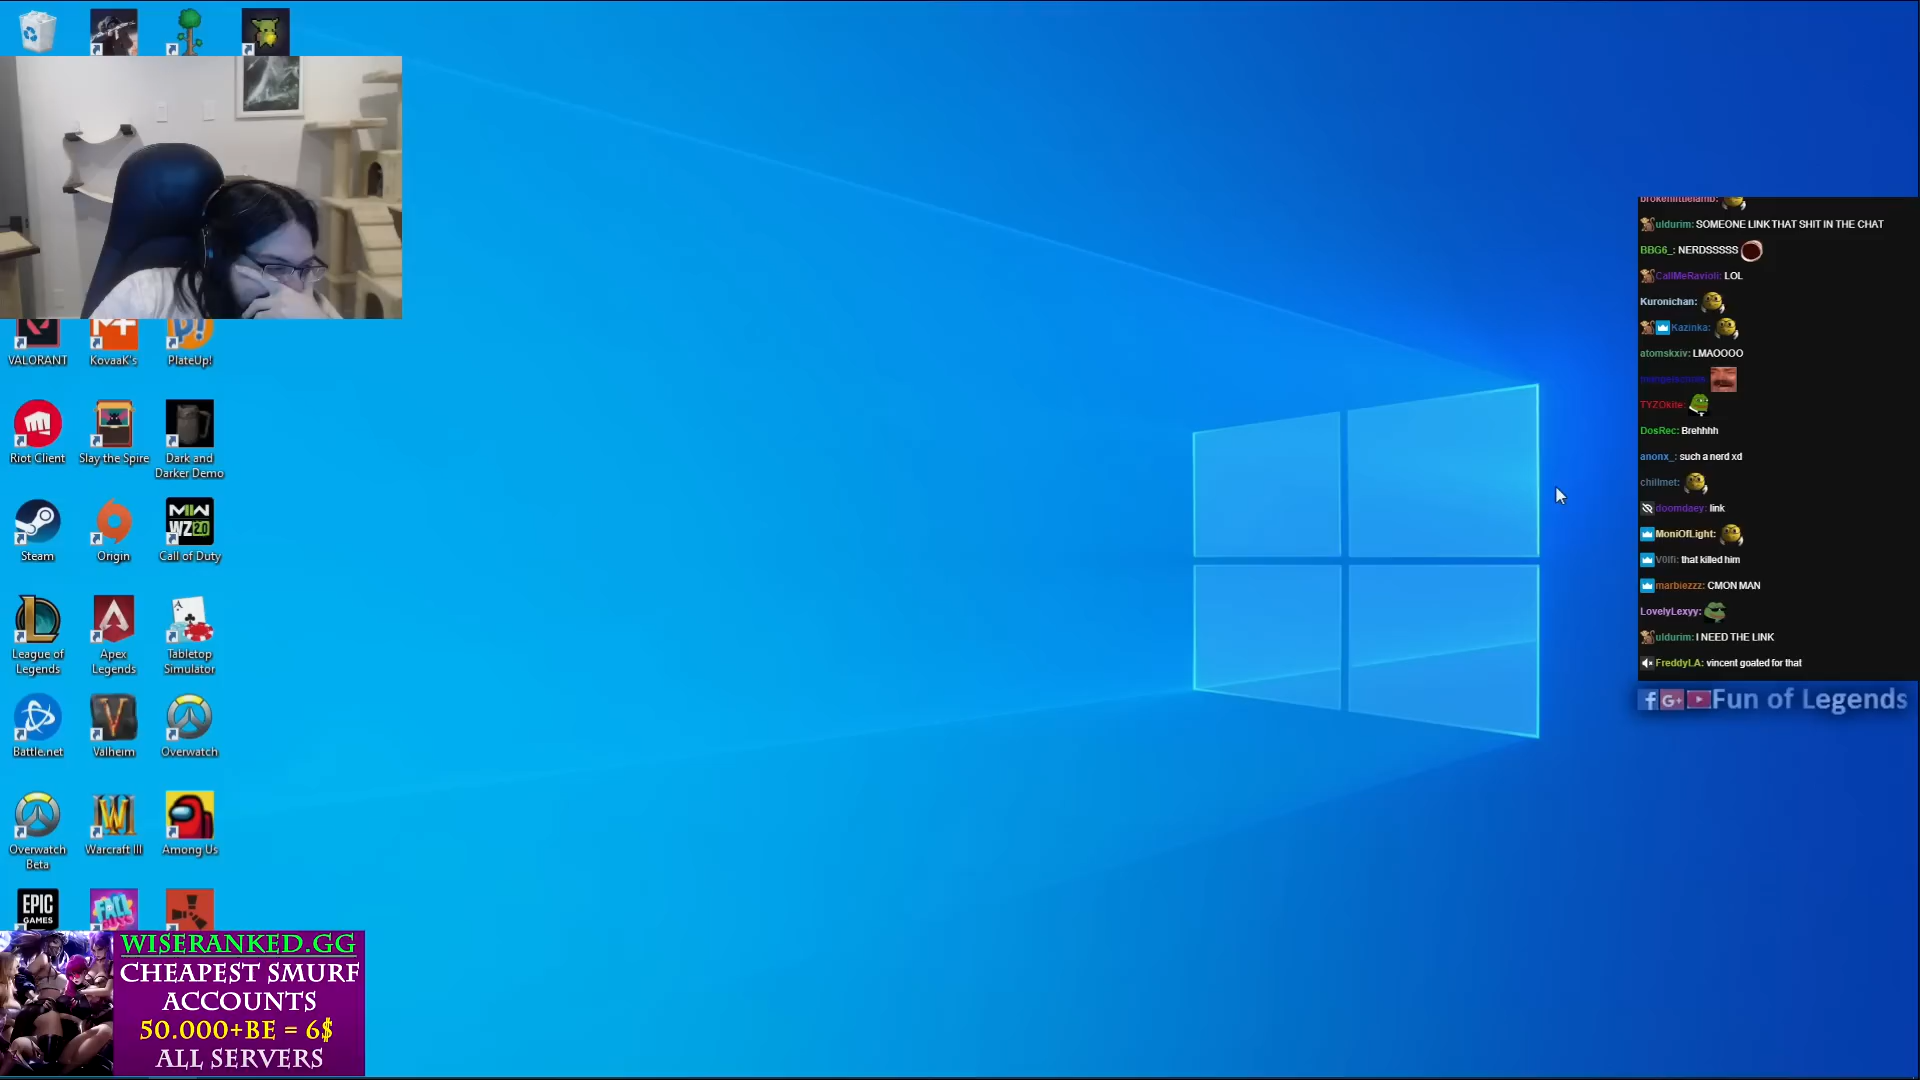 VALORANT
KovaaK's
PlateUp!
Riot Client
Slay the Spire
Dark and
Darker Demo
MW
WZ 2.0
Steam
Origin
Call of Duty
League of
Legends
Apex
Legends
Tabletop
Simulator
Battle.net
Valheim
Overwatch
Overwatch
Beta
Warcraft III
Among Us
EPIC
GAMES
FALL
WISERANKED.GG
CHEAPEST SMURF
ACCOUNTS
50.000+BE = 6$
ALL SERVERS
brokenlittlelamb:
uldurim: SOMEONE LINK THAT SHIT IN THE CHAT
BBG6_: NERDSSSSS
CallMeRavioli: LOL
Kuronichan:
Kazinka:
atomskxiv: LMAOOOO
TYZOkite:
DosRec: Brehhhh
anonx_: such a nerd xd
chillmet:
doomdaey: link
MoniOfLight:
V0lfi: that killed him
marbiezzz: CMON MAN
LovelyLexyy:
uldurim: I NEED THE LINK
FreddyLA: vincent goated for that
Fun of Legends